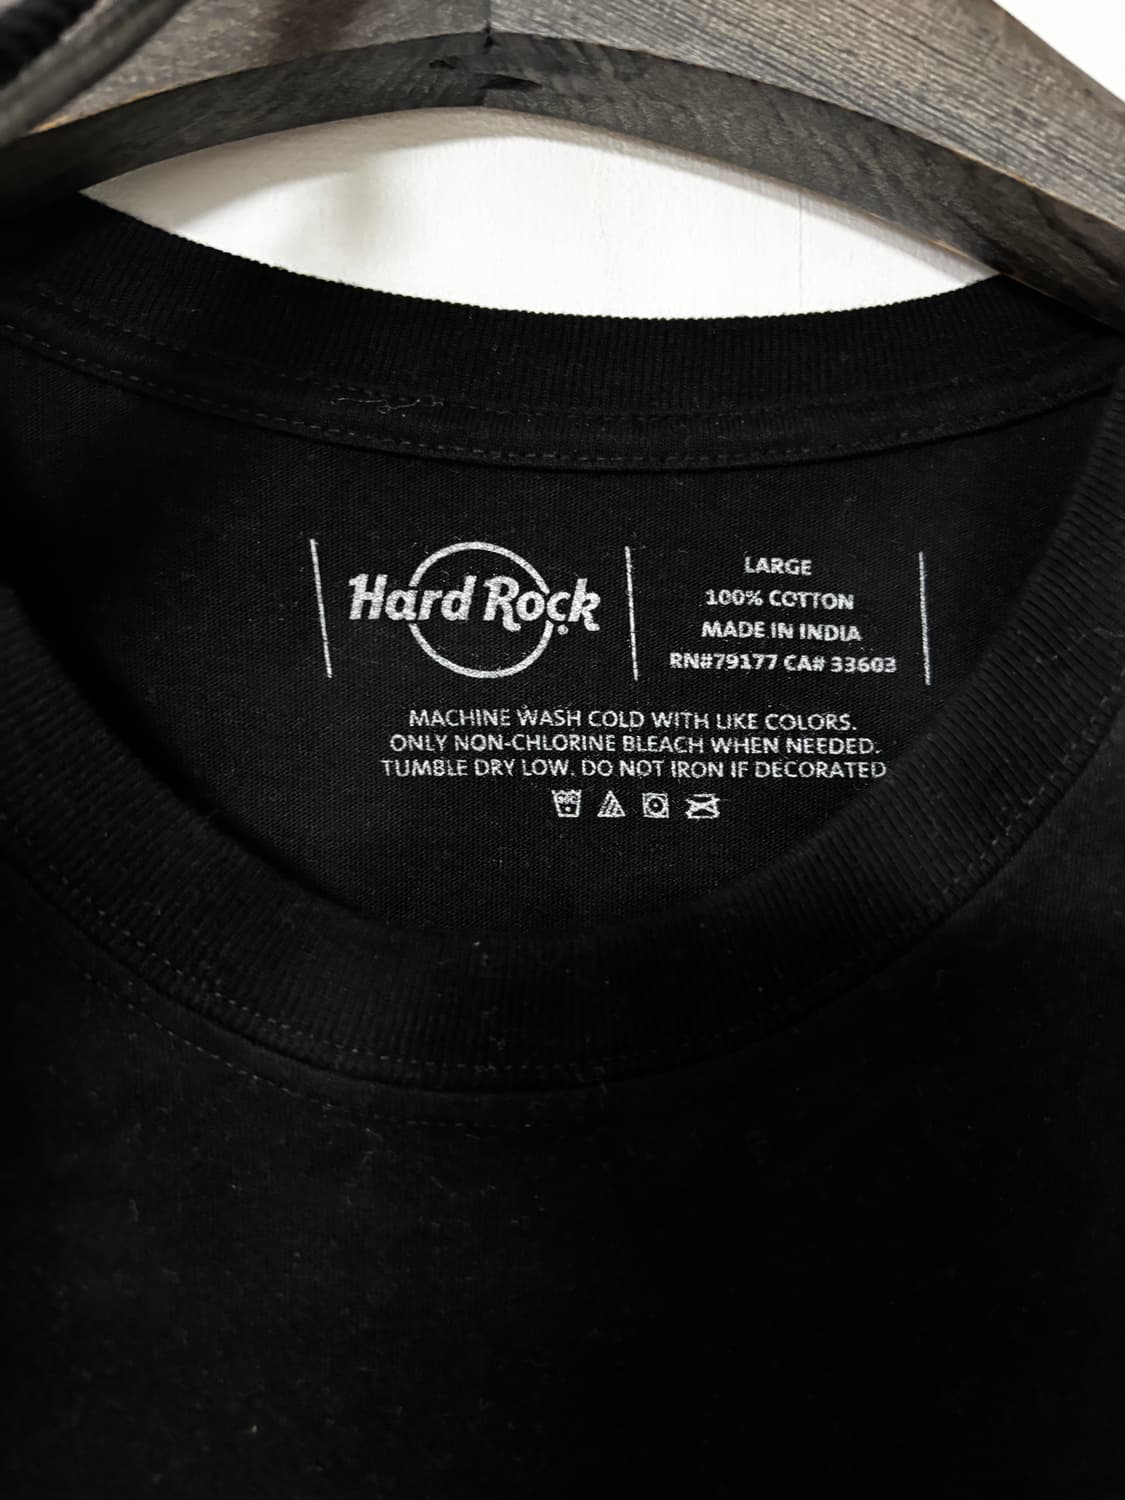 Hard Rock®
LARGE
100% COTTON
MADE IN INDIA
RN#79177 CA# 33603
MACHINE WASH COLD WITH LIKE COLORS.
ONLY NON-CHLORINE BLEACH WHEN NEEDED.
TUMBLE DRY LOW. DO NOT IRON IF DECORATED